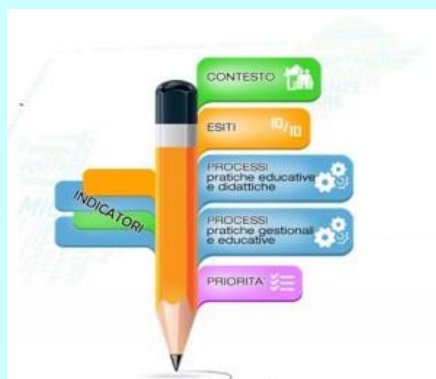 CONTESTO
ESITI 10/10
PROCESSI
pratiche educative
e didattiche
INDICATORI
PROCESSI
pratiche gestionali
e educative
PRIORITA'